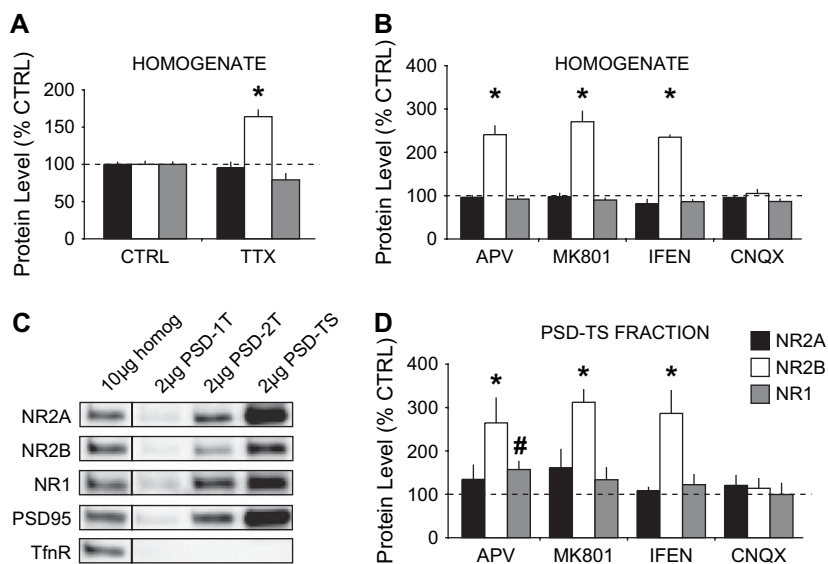 A
HOMOGENATE
Protein Level (% CTRL)
200
150
100
50
0
*
CTRL
TTX
B
HOMOGENATE
Protein Level (% CTRL)
400
300
200
100
0
*
*
*
APV
MK801
IFEN
CNQX
C
10µg homog
2µg PSD-1T
2µg PSD-2T
2µg PSD-TS
NR2A
NR2B
NR1
PSD95
TfnR
D
PSD-TS FRACTION
Protein Level (% CTRL)
400
300
200
100
0
*
#
*
*
APV
MK801
IFEN
CNQX
NR2A
NR2B
NR1